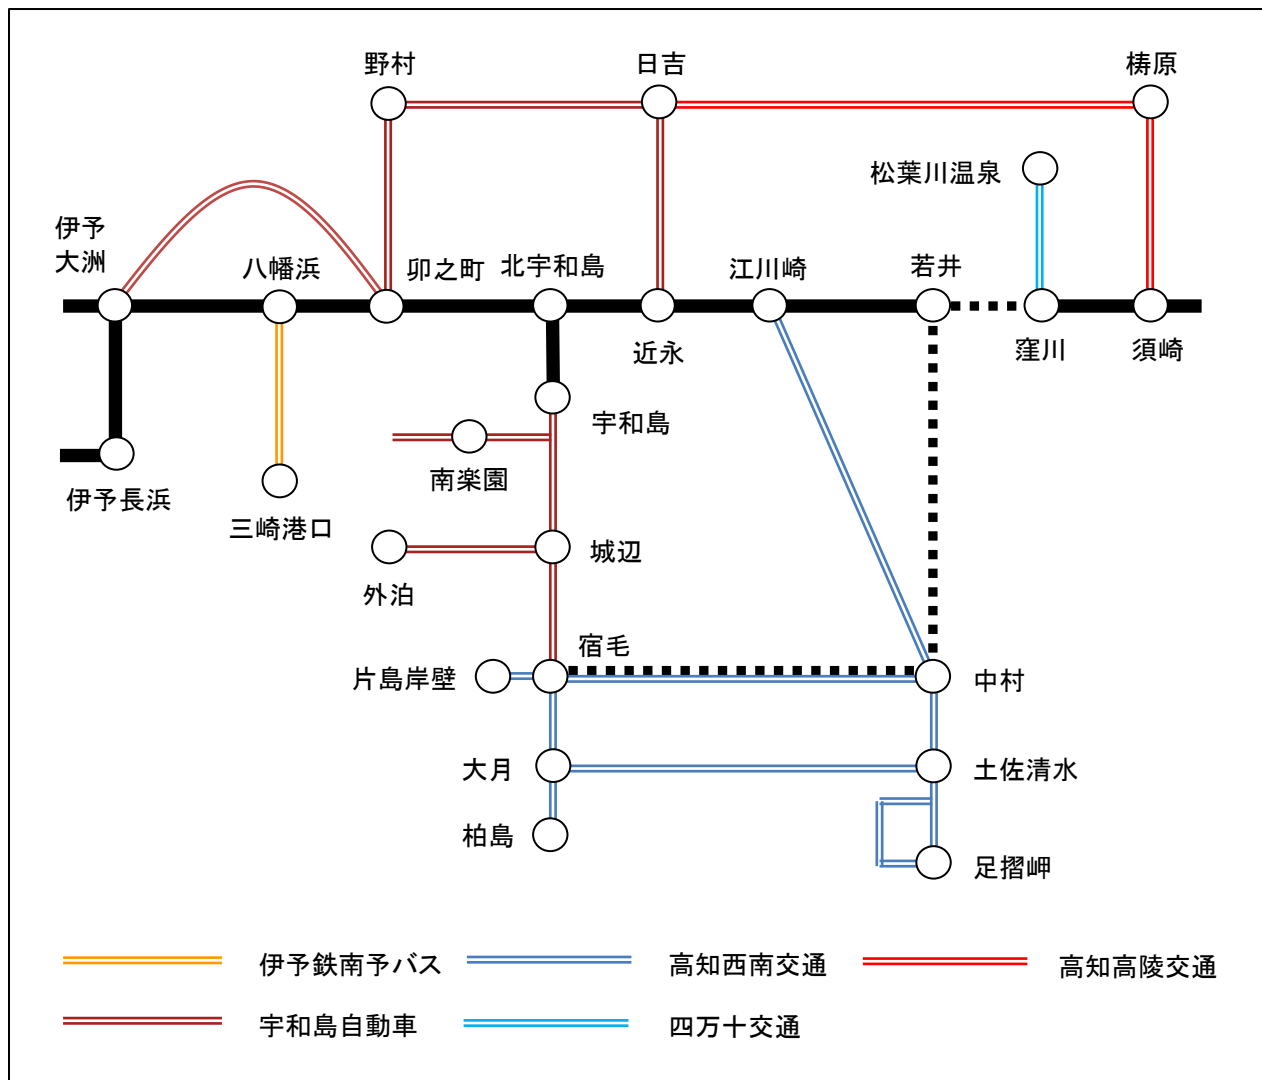 野村
日吉
梼原
松葉川温泉
伊予
大洲
八幡浜
卯之町
北宇和島
江川崎
若井
近永
窪川
須崎
宇和島
南楽園
伊予長浜
三崎港口
城辺
外泊
宿毛
片島岸壁
中村
大月
土佐清水
柏島
足摺岬
伊予鉄南予バス
高知西南交通
高知高陵交通
宇和島自動車
四万十交通